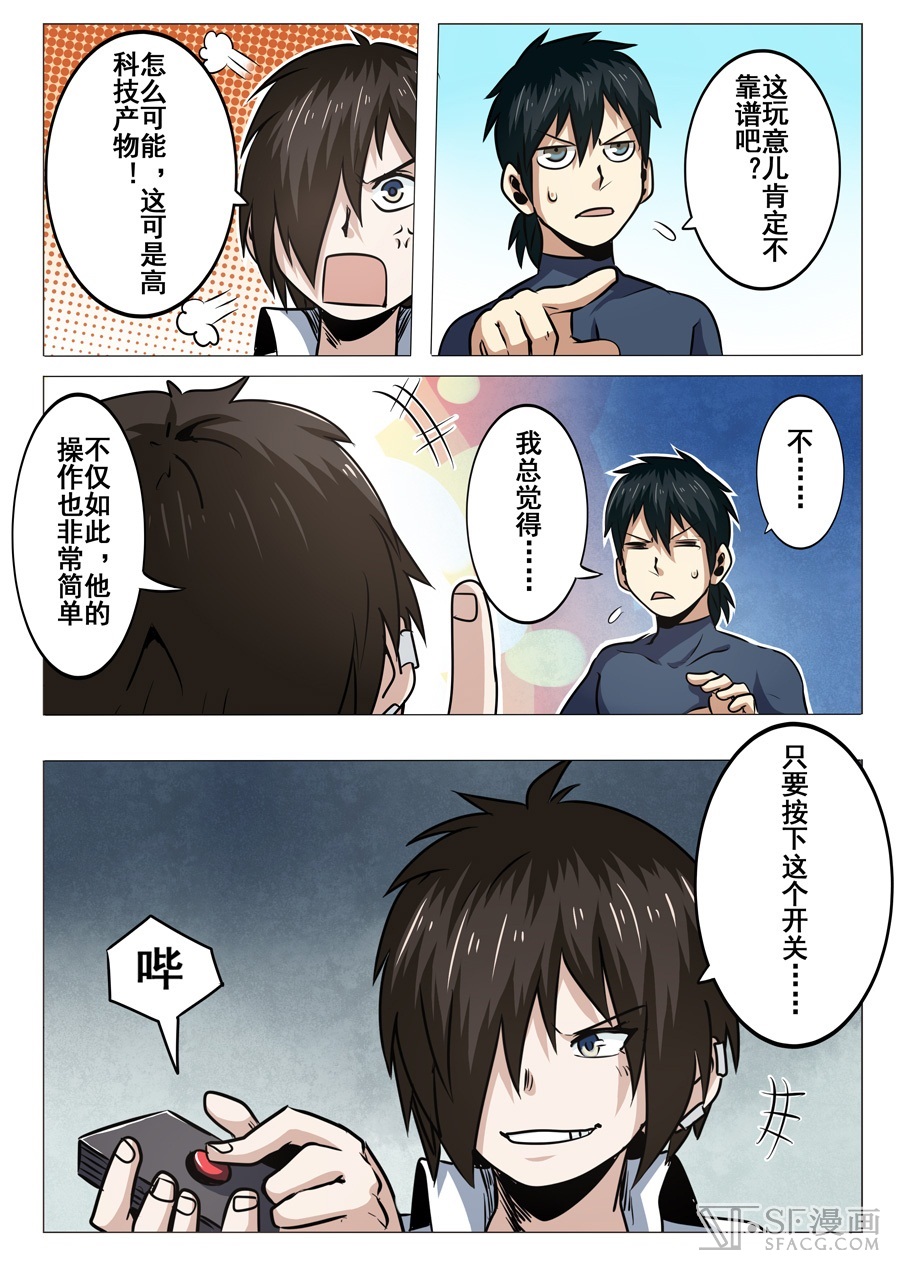 这玩意儿肯定不
靠谱吧？
怎么可能，这可是高
科技产物！
不……
我总觉得……
不仅如此，他的
操作也非常简单
只要按下这个开关……
哔
SF漫画
SFACG.COM